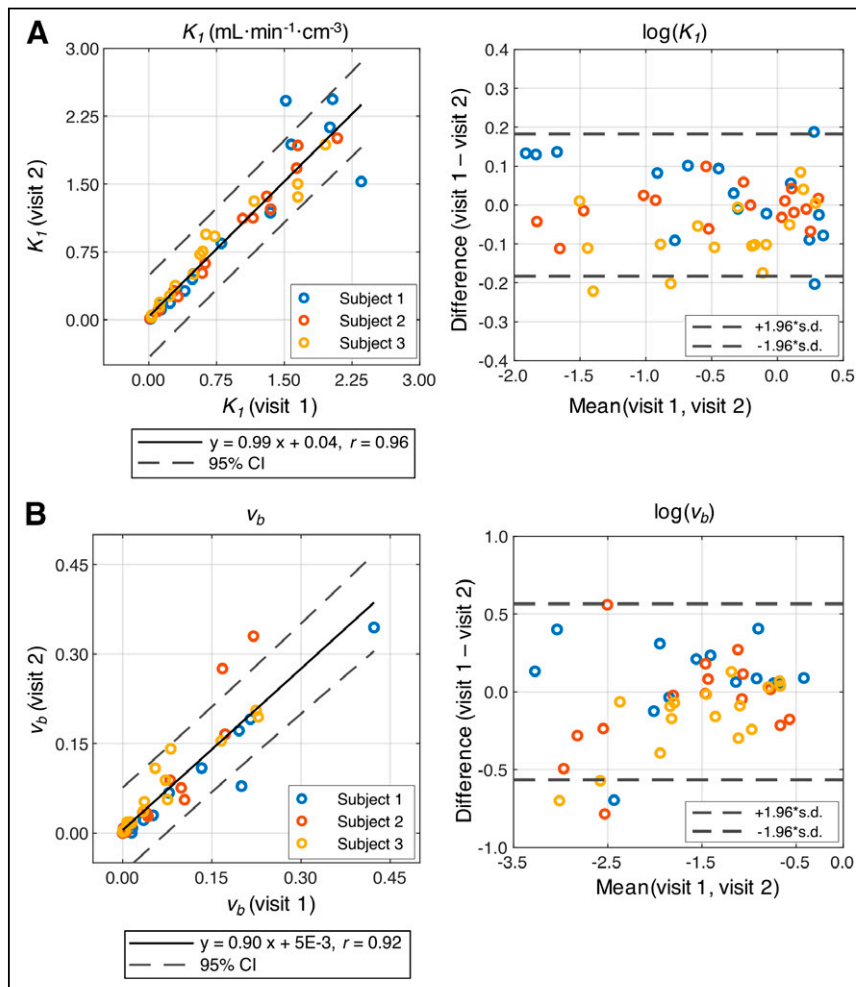 A
K1 (mL·min-1·cm-3)
K1 (visit 2)
3.00
2.25
1.50
0.75
0.00
0.00 0.75 1.50 2.25 3.00
Subject 1
Subject 2
Subject 3
K1 (visit 1)
y = 0.99 x + 0.04, r = 0.96
95% CI
log(K1)
Difference (visit 1 – visit 2)
0.4
0.3
0.2
0.1
0.0
-0.1
-0.2
-0.3
-0.4
-2.0 -1.5 -1.0 -0.5 0.0 0.5
+1.96*s.d.
-1.96*s.d.
Mean(visit 1, visit 2)
B
vb
vb (visit 2)
0.45
0.30
0.15
0.00
0.00 0.15 0.30 0.45
Subject 1
Subject 2
Subject 3
vb (visit 1)
y = 0.90 x + 5E-3, r = 0.92
95% CI
log(vb)
Difference (visit 1 – visit 2)
1.0
0.5
0.0
-0.5
-1.0
-3.5 -2.5 -1.5 -0.5 0.0
+1.96*s.d.
-1.96*s.d.
Mean(visit 1, visit 2)